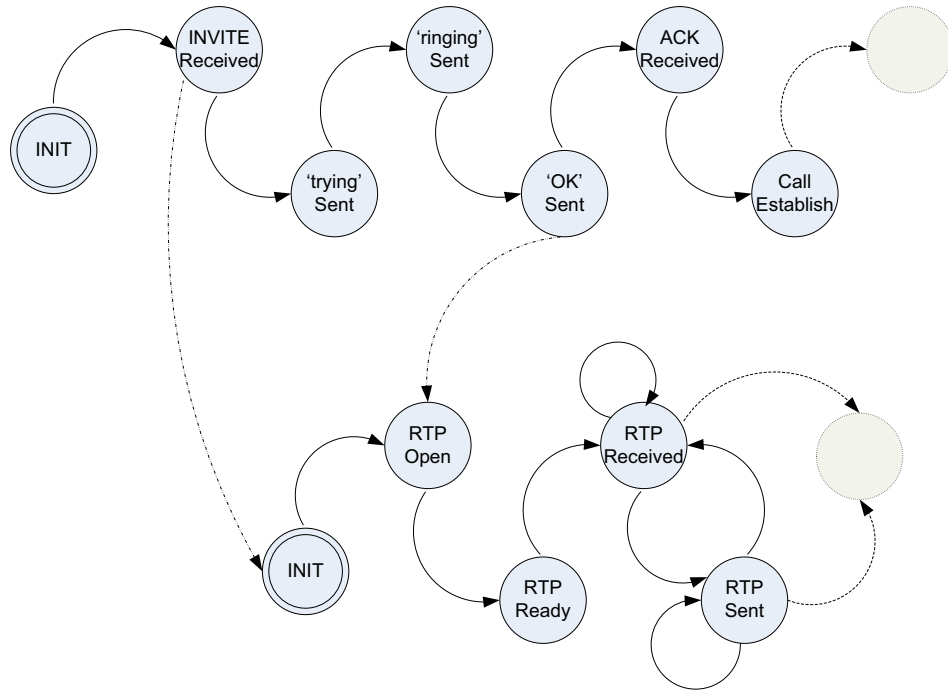 INVITE
Received
'ringing'
Sent
ACK
Received
INIT
'trying'
Sent
'OK'
Sent
Call
Establish
RTP
Open
RTP
Received
INIT
RTP
Ready
RTP
Sent